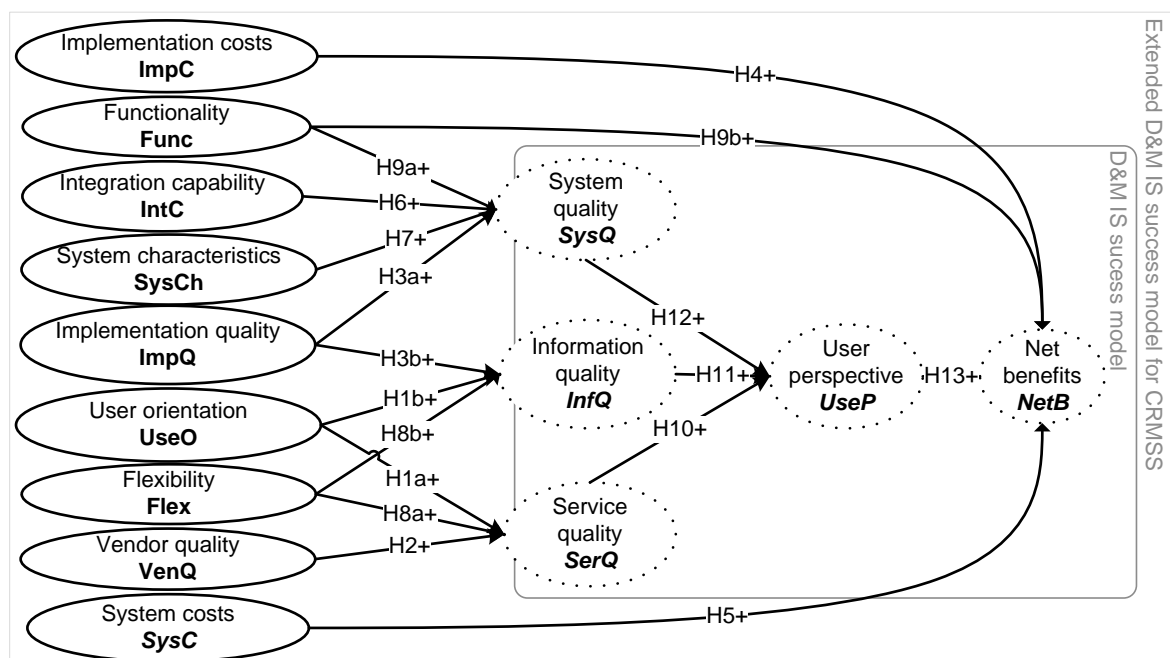 Implementation costs
ImpC
Functionality
Func
Integration capability
IntC
System characteristics
SysCh
Implementation quality
ImpQ
User orientation
UseO
Flexibility
Flex
Vendor quality
VenQ
System costs
SysC
H4+
H9b+
H9a+
H6+
H7+
H3a+
H3b+
H1b+
H8b+
H1a+
H8a+
H2+
H5+
System
quality
SysQ
Information
quality
InfQ
Service
quality
SerQ
H12+
H11+
H10+
User
perspective
UseP
H13+
Net
benefits
NetB
D&M IS sucess model
Extended D&M IS success model for CRMSS